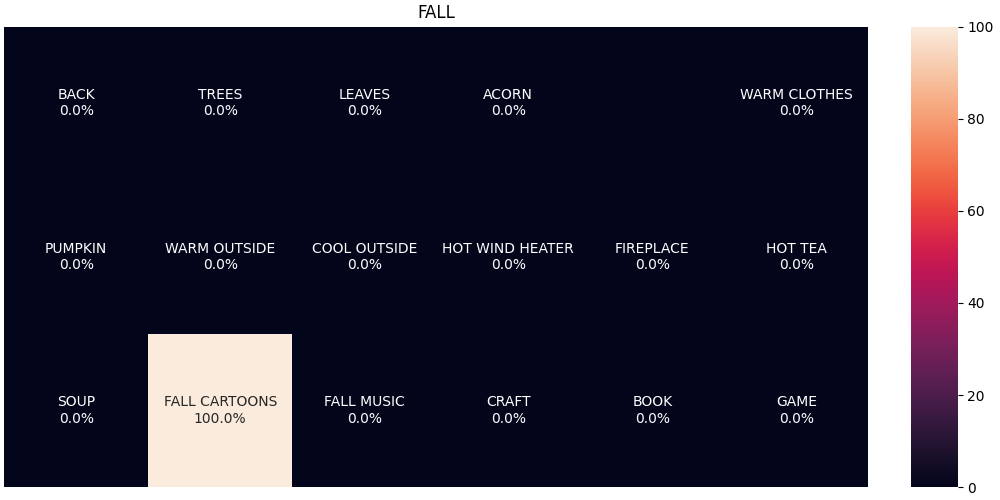 FALL
BACK
0.0%
TREES
0.0%
LEAVES
0.0%
ACORN
0.0%
WARM CLOTHES
0.0%
PUMPKIN
0.0%
WARM OUTSIDE
0.0%
COOL OUTSIDE
0.0%
HOT WIND HEATER
0.0%
FIREPLACE
0.0%
HOT TEA
0.0%
SOUP
0.0%
FALL CARTOONS
100.0%
FALL MUSIC
0.0%
CRAFT
0.0%
BOOK
0.0%
GAME
0.0%
100
80
60
40
20
0